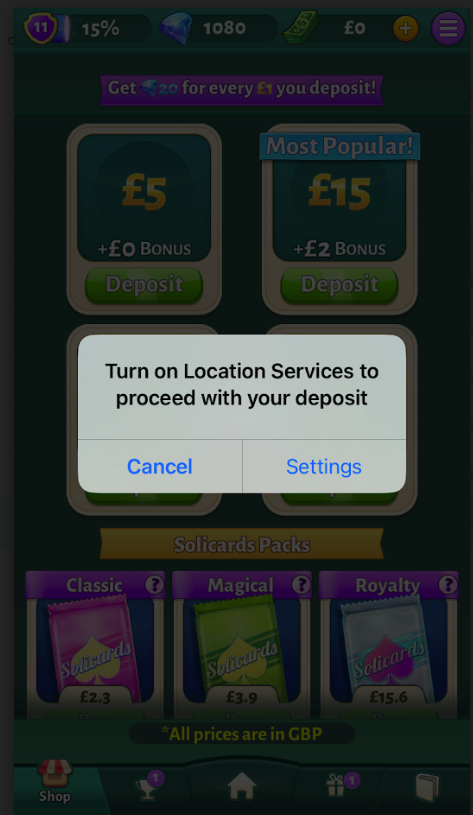 11 15% 1080 £0 +
Get 20 for every £1 you deposit!
Most Popular!
£5 £15
+£0 BONUS +£2 BONUS
Deposit Deposit
Turn on Location Services to
proceed with your deposit
Cancel Settings
Solicards Packs
Classic ? Magical ? Royalty ?
Solicards Solicards Solicards
£2.3 £3.9 £15.6
*All prices are in GBP
1 1
Shop